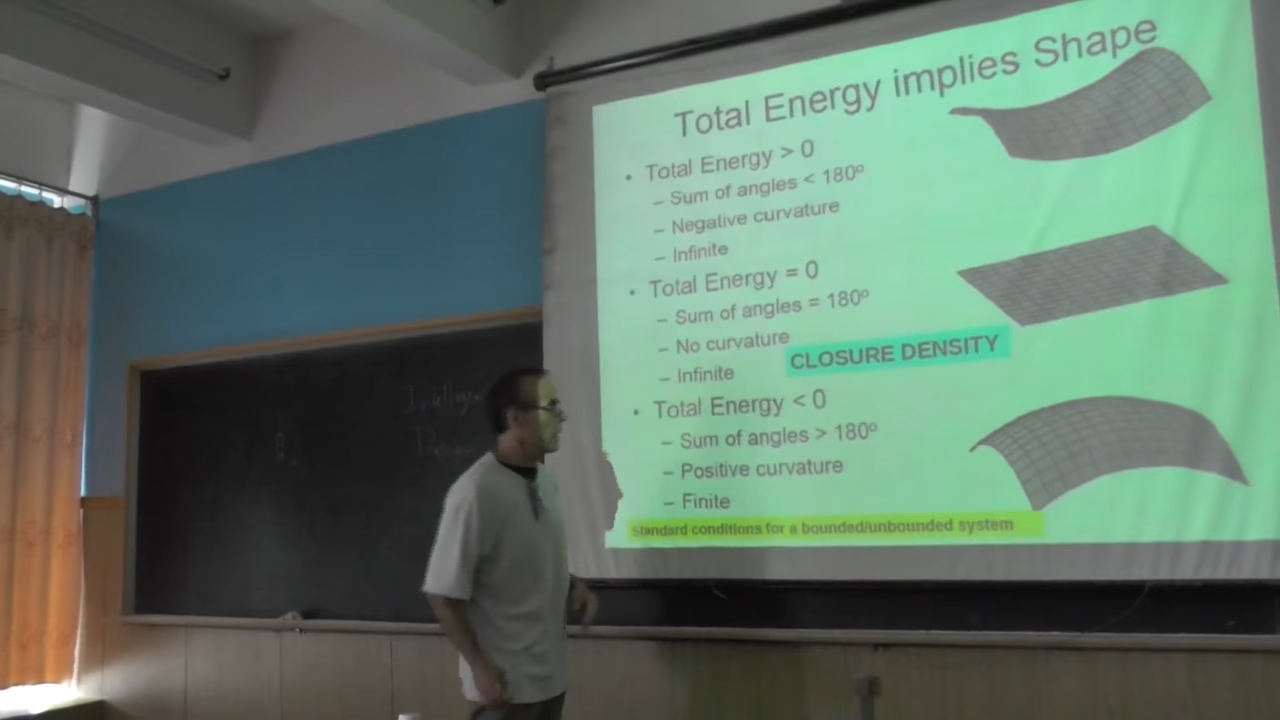 Total Energy implies Shape
• Total Energy > 0
– Sum of angles < 180º
– Negative curvature
– Infinite
• Total Energy = 0
– Sum of angles = 180º
– No curvature
– Infinite
CLOSURE DENSITY
• Total Energy < 0
– Sum of angles > 180º
– Positive curvature
– Finite
Standard conditions for a bounded/unbounded system